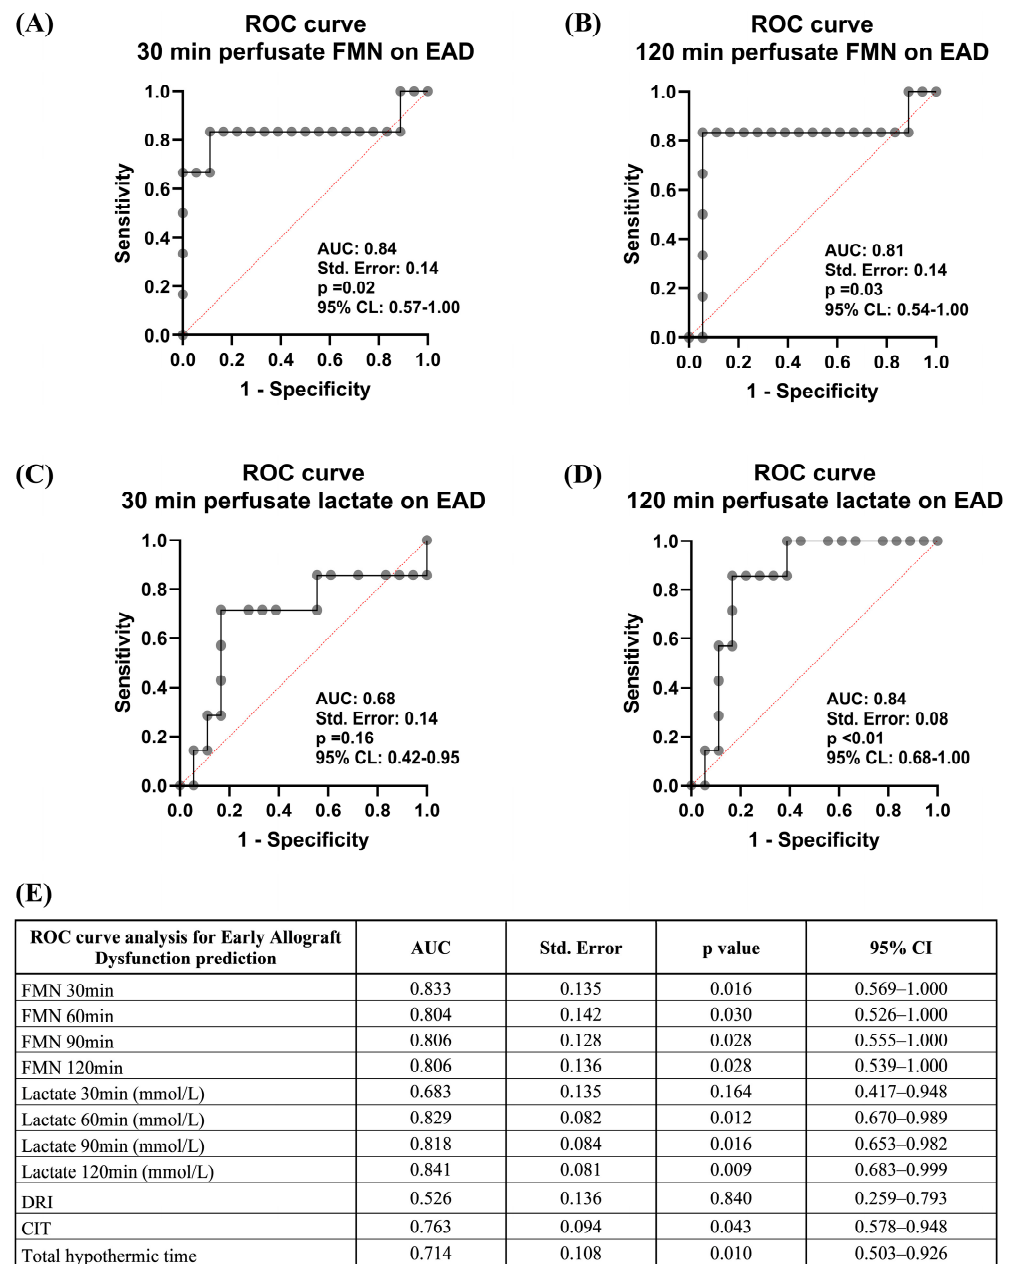 (A)
ROC curve
30 min perfusate FMN on EAD
1.0
0.8
0.6
0.4
0.2
0.0
Sensitivity
AUC: 0.84
Std. Error: 0.14
p =0.02
95% CL: 0.57-1.00
0.0 0.2 0.4 0.6 0.8 1.0
1 - Specificity
(B)
ROC curve
120 min perfusate FMN on EAD
1.0
0.8
0.6
0.4
0.2
0.0
Sensitivity
AUC: 0.81
Std. Error: 0.14
p =0.03
95% CL: 0.54-1.00
0.0 0.2 0.4 0.6 0.8 1.0
1 - Specificity
(C)
ROC curve
30 min perfusate lactate on EAD
1.0
0.8
0.6
0.4
0.2
0.0
Sensitivity
AUC: 0.68
Std. Error: 0.14
p =0.16
95% CL: 0.42-0.95
0.0 0.2 0.4 0.6 0.8 1.0
1 - Specificity
(D)
ROC curve
120 min perfusate lactate on EAD
1.0
0.8
0.6
0.4
0.2
0.0
Sensitivity
AUC: 0.84
Std. Error: 0.08
p <0.01
95% CL: 0.68-1.00
0.0 0.2 0.4 0.6 0.8 1.0
1 - Specificity
(E)
ROC curve analysis for Early Allograft
Dysfunction prediction
AUC Std. Error p value 95% CI
FMN 30min 0.833 0.135 0.016 0.569–1.000
FMN 60min 0.804 0.142 0.030 0.526–1.000
FMN 90min 0.806 0.128 0.028 0.555–1.000
FMN 120min 0.806 0.136 0.028 0.539–1.000
Lactate 30min (mmol/L) 0.683 0.135 0.164 0.417–0.948
Lactate 60min (mmol/L) 0.829 0.082 0.012 0.670–0.989
Lactate 90min (mmol/L) 0.818 0.084 0.016 0.653–0.982
Lactate 120min (mmol/L) 0.841 0.081 0.009 0.683–0.999
DRI 0.526 0.136 0.840 0.259–0.793
CIT 0.763 0.094 0.043 0.578–0.948
Total hypothermic time 0.714 0.108 0.010 0.503–0.926